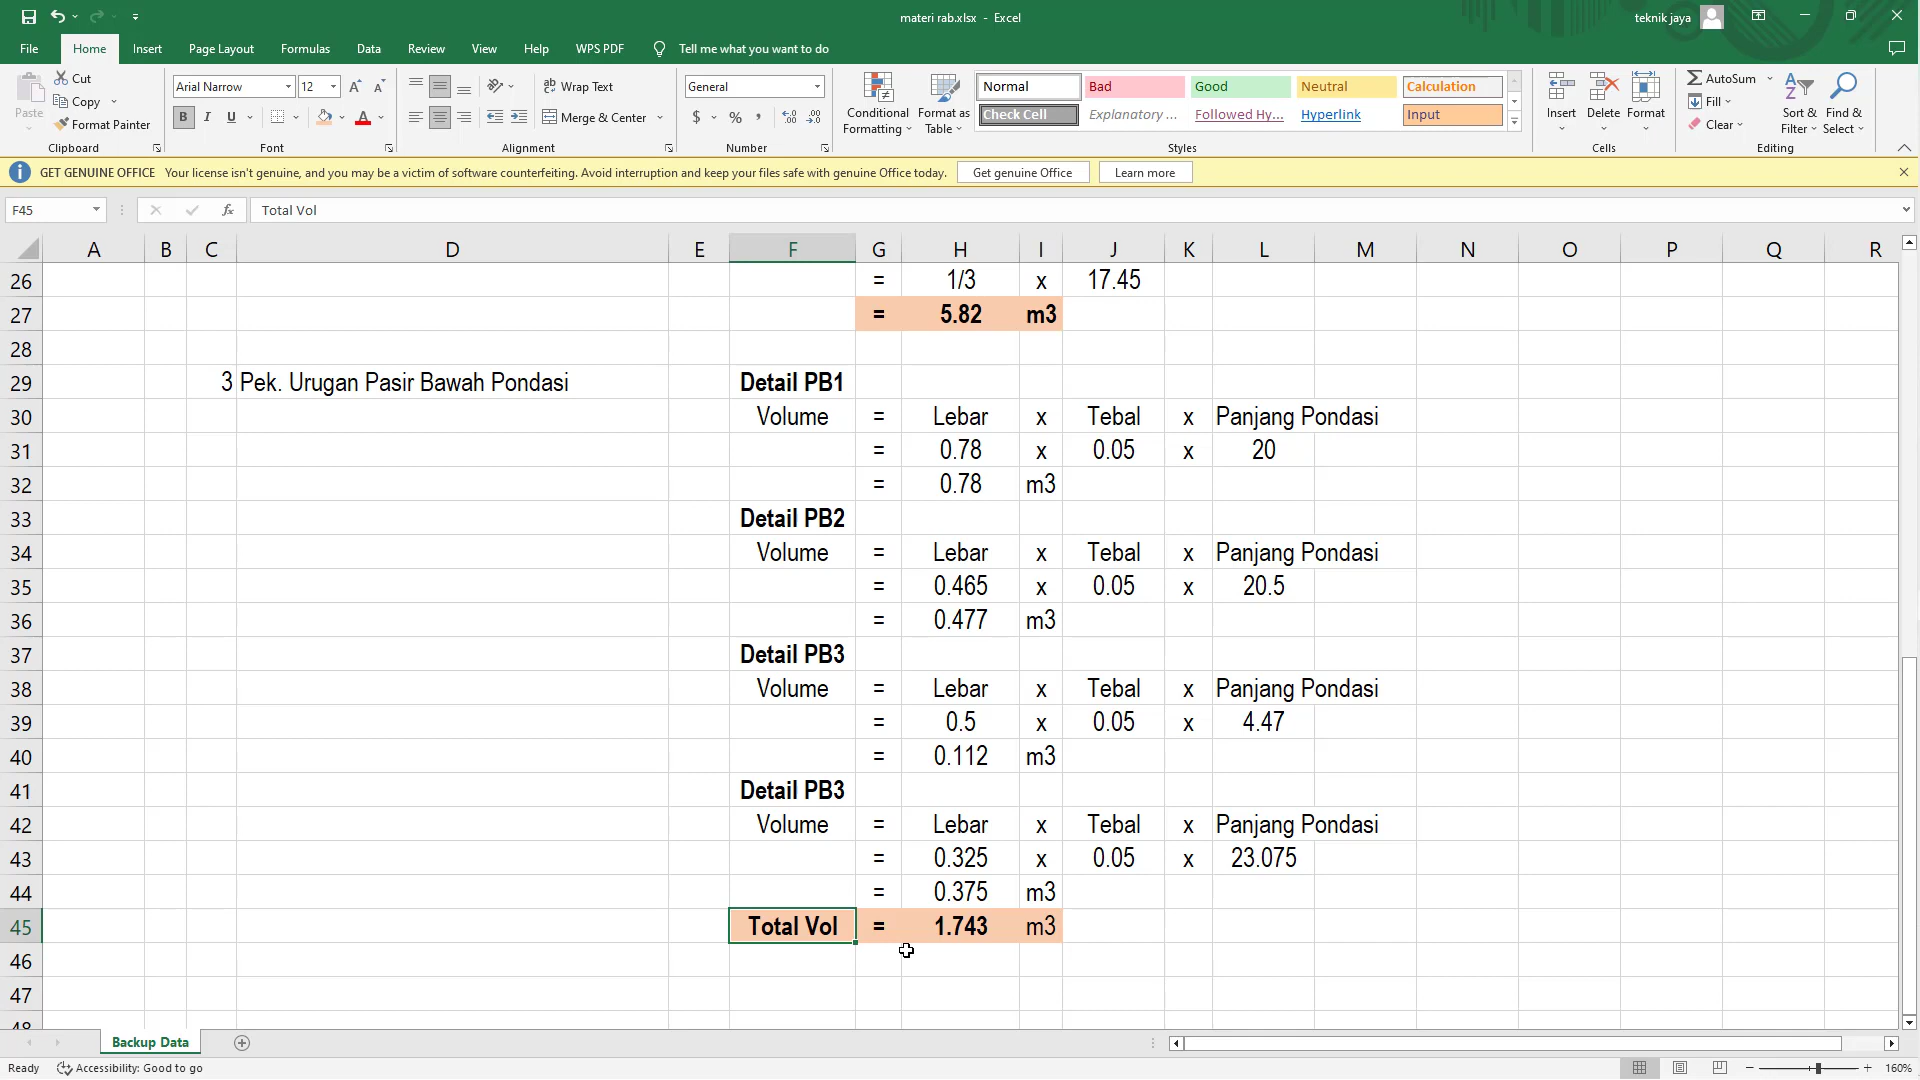 materi rab.xlsx - Excel
teknik jaya
File Home Insert Page Layout Formulas Data Review View Help WPS PDF Tell me what you want to do
Paste
Cut
Copy
Format Painter
Clipboard
Arial Narrow 12
B I U
Font
Wrap Text
Merge & Center
Alignment
General
$ % ,
Number
Conditional Formatting
Format as Table
Normal Bad Good Neutral Calculation
Check Cell Explanatory ... Followed Hy... Hyperlink Input
Styles
Insert Delete Format
Cells
AutoSum
Fill
Clear
Sort & Filter
Find & Select
Editing
GET GENUINE OFFICE Your license isn't genuine, and you may be a victim of software counterfeiting. Avoid interruption and keep your files safe with genuine Office today. Get genuine Office Learn more
F45 fx Total Vol
A B C D E F G H I J K L M N O P Q R
26 = 1/3 x 17.45
27 = 5.82 m3
28
29 3 Pek. Urugan Pasir Bawah Pondasi Detail PB1
30 Volume = Lebar x Tebal x Panjang Pondasi
31 = 0.78 x 0.05 x 20
32 = 0.78 m3
33 Detail PB2
34 Volume = Lebar x Tebal x Panjang Pondasi
35 = 0.465 x 0.05 x 20.5
36 = 0.477 m3
37 Detail PB3
38 Volume = Lebar x Tebal x Panjang Pondasi
39 = 0.5 x 0.05 x 4.47
40 = 0.112 m3
41 Detail PB3
42 Volume = Lebar x Tebal x Panjang Pondasi
43 = 0.325 x 0.05 x 23.075
44 = 0.375 m3
45 Total Vol = 1.743 m3
46
47
48
Backup Data
Ready Accessibility: Good to go 160%